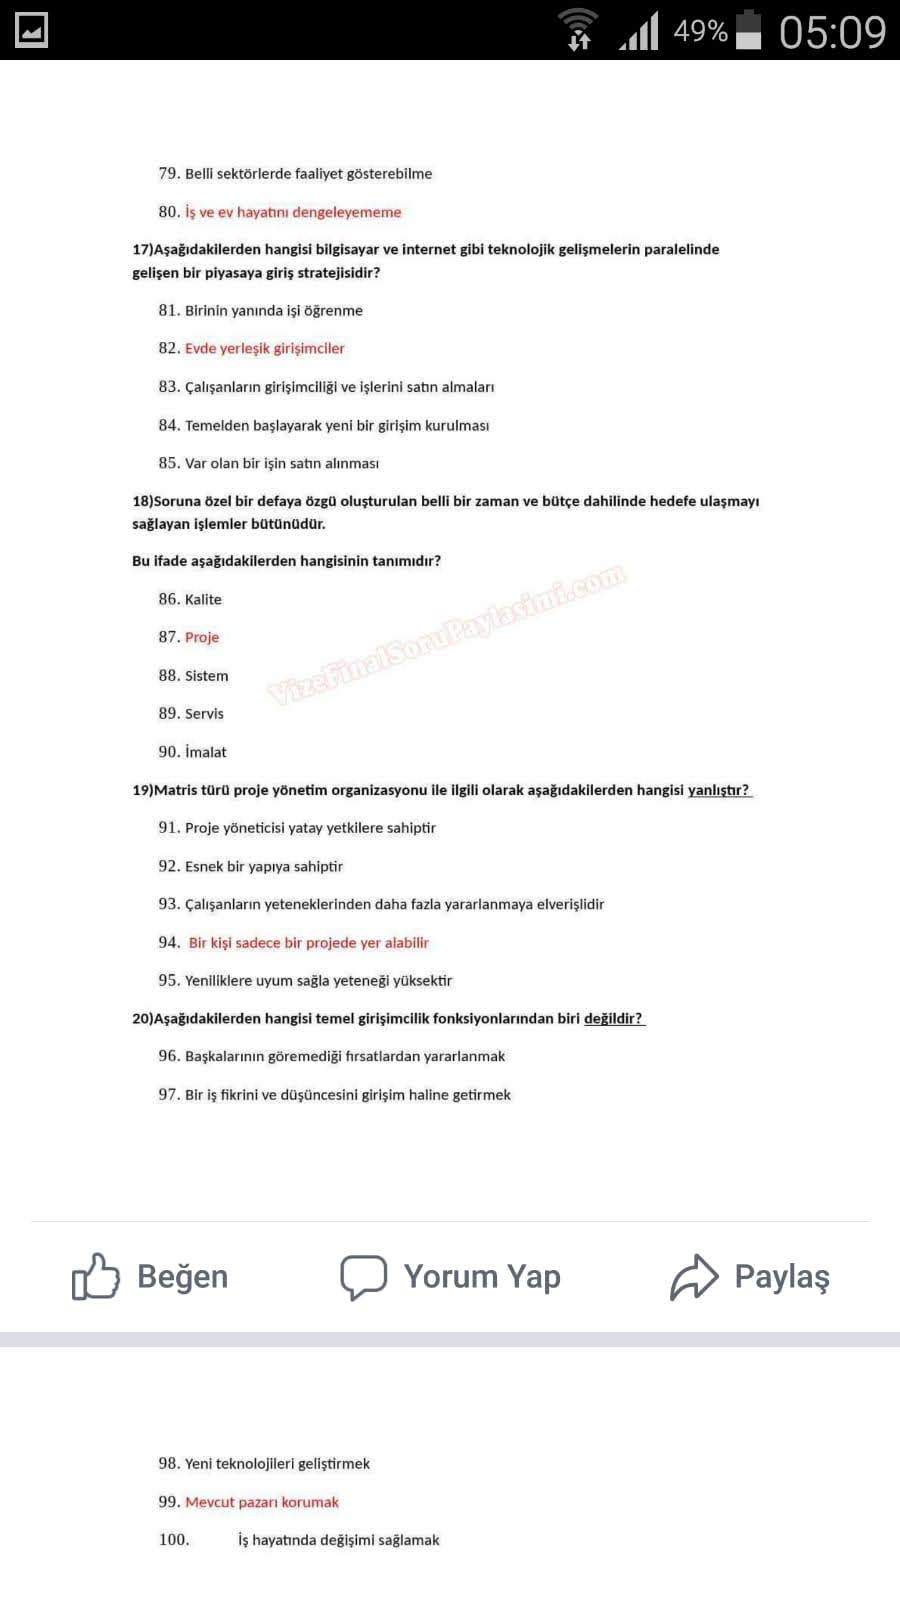 49% 05:09
79. Belli sektörlerde faaliyet gösterebilme
80. İş ve ev hayatını dengeleyememe
17)Aşağıdakilerden hangisi bilgisayar ve internet gibi teknolojik gelişmelerin paralelinde
gelişen bir piyasaya giriş stratejisidir?
81. Birinin yanında işi öğrenme
82. Evde yerleşik girişimciler
83. Çalışanların girişimciliği ve işlerini satın almaları
84. Temelden başlayarak yeni bir girişim kurulması
85. Var olan bir işin satın alınması
18)Soruna özel bir defaya özgü oluşturulan belli bir zaman ve bütçe dahilinde hedefe ulaşmayı
sağlayan işlemler bütünüdür.
Bu ifade aşağıdakilerden hangisinin tanımıdır?
86. Kalite
87. Proje
88. Sistem
89. Servis
90. İmalat
VizeFinalSoruPaylasimi.com
19)Matris türü proje yönetim organizasyonu ile ilgili olarak aşağıdakilerden hangisi yanlıştır?
91. Proje yöneticisi yatay yetkilere sahiptir
92. Esnek bir yapıya sahiptir
93. Çalışanların yeteneklerinden daha fazla yararlanmaya elverişlidir
94. Bir kişi sadece bir projede yer alabilir
95. Yeniliklere uyum sağla yeteneği yüksektir
20)Aşağıdakilerden hangisi temel girişimcilik fonksiyonlarından biri değildir?
96. Başkalarının göremediği fırsatlardan yararlanmak
97. Bir iş fikrini ve düşüncesini girişim haline getirmek
Beğen Yorum Yap Paylaş
98. Yeni teknolojileri geliştirmek
99. Mevcut pazarı korumak
100. İş hayatında değişimi sağlamak